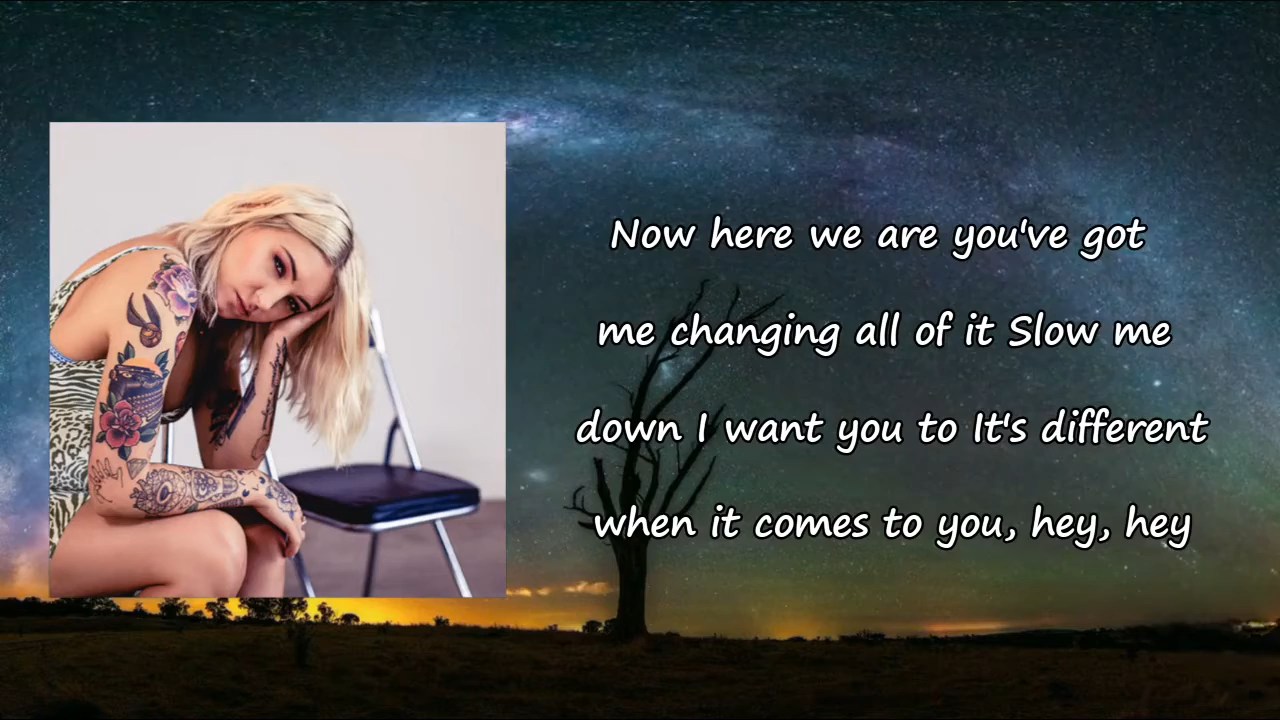 Now here we are you've got
me changing all of it Slow me
down I want you to It's different
when it comes to you, hey, hey